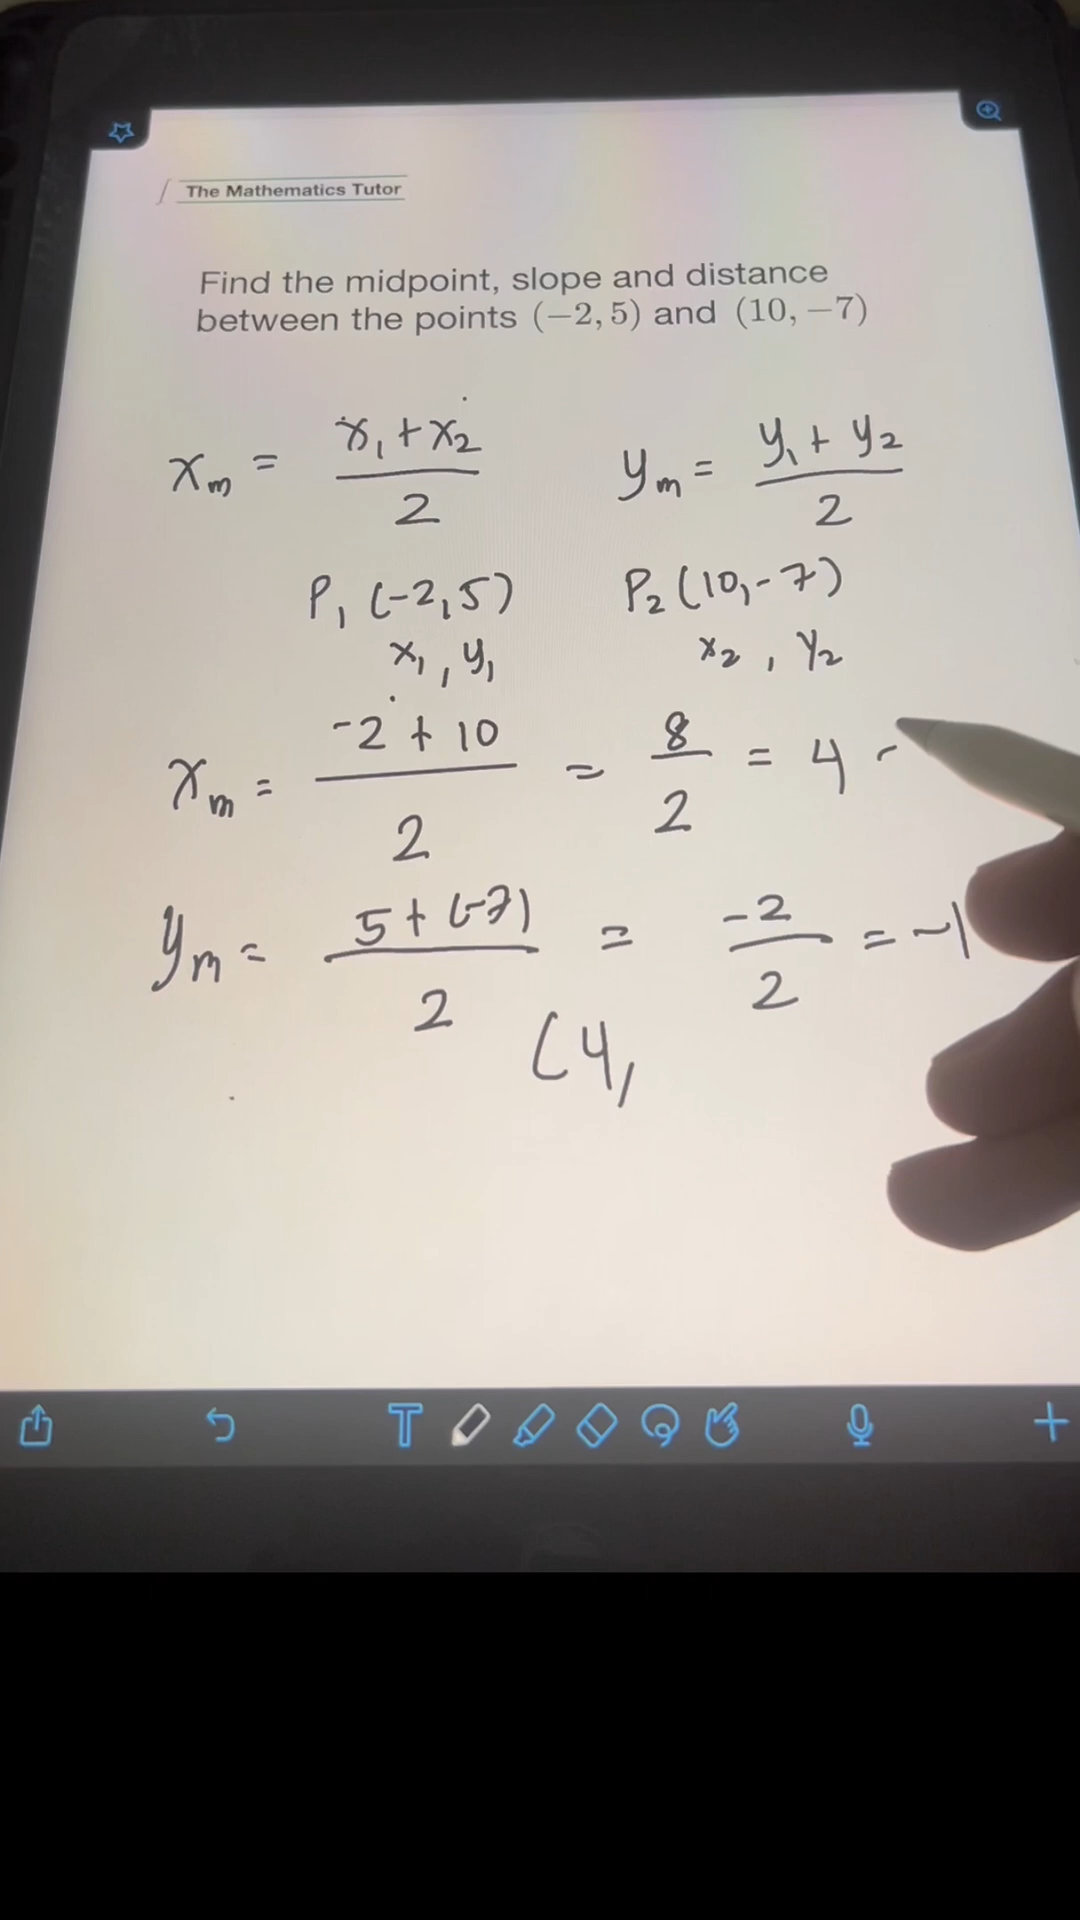 The Mathematics Tutor
Find the midpoint, slope and distance
between the points (−2, 5) and (10, −7)
xm = x1 + x2 / 2    ym = y1 + y2 / 2
P1 (-2,5)    P2 (10,-7)
x1, y1    x2, y2
xm = -2 + 10 / 2 = 8/2 = 4
ym = 5 + (-7) / 2 = -2/2 = -1
(4,
T